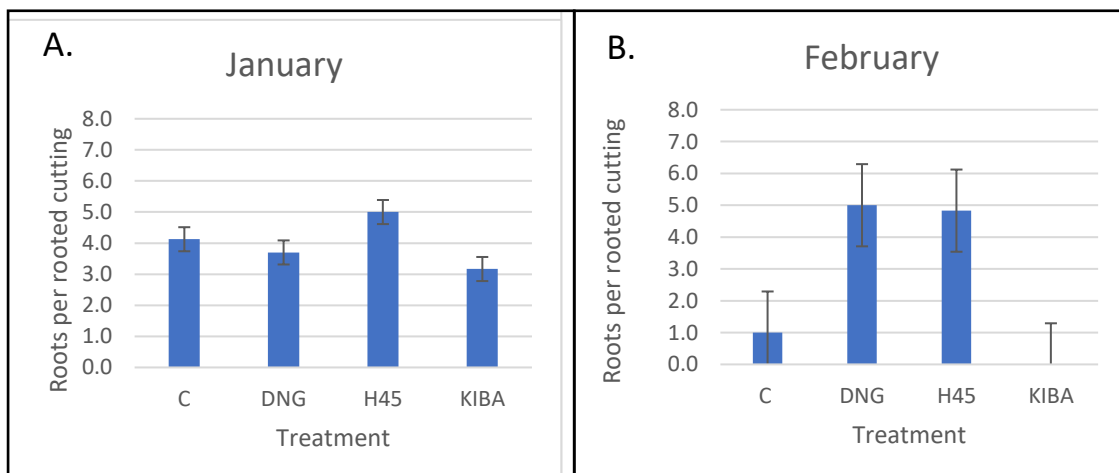 A.
January
Roots per rooted cutting
8.0
7.0
6.0
5.0
4.0
3.0
2.0
1.0
0.0
C DNG H45 KIBA
Treatment
B.
February
Roots per rooted cutting
8.0
7.0
6.0
5.0
4.0
3.0
2.0
1.0
0.0
C DNG H45 KIBA
Treatment